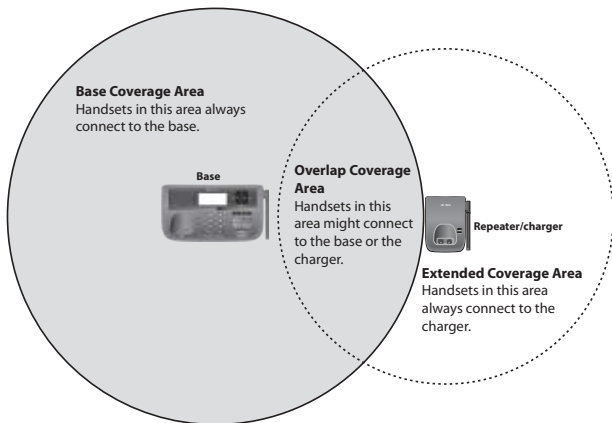 Base Coverage Area
Handsets in this area always
connect to the base.
Base
Overlap Coverage
Area
Handsets in this
area might connect
to the base or the
charger.
Repeater/charger
Extended Coverage Area
Handsets in this area
always connect to the
charger.